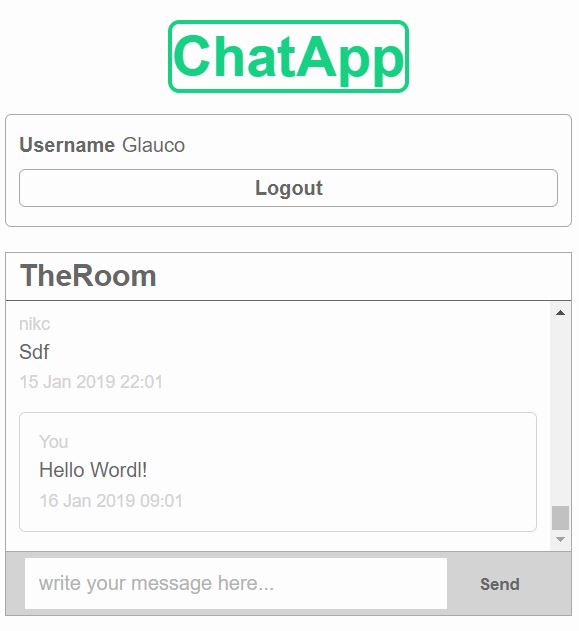 ChatApp
Username Glauco
Logout
TheRoom
nikc
Sdf
15 Jan 2019 22:01
You
Hello Wordl!
16 Jan 2019 09:01
write your message here...
Send